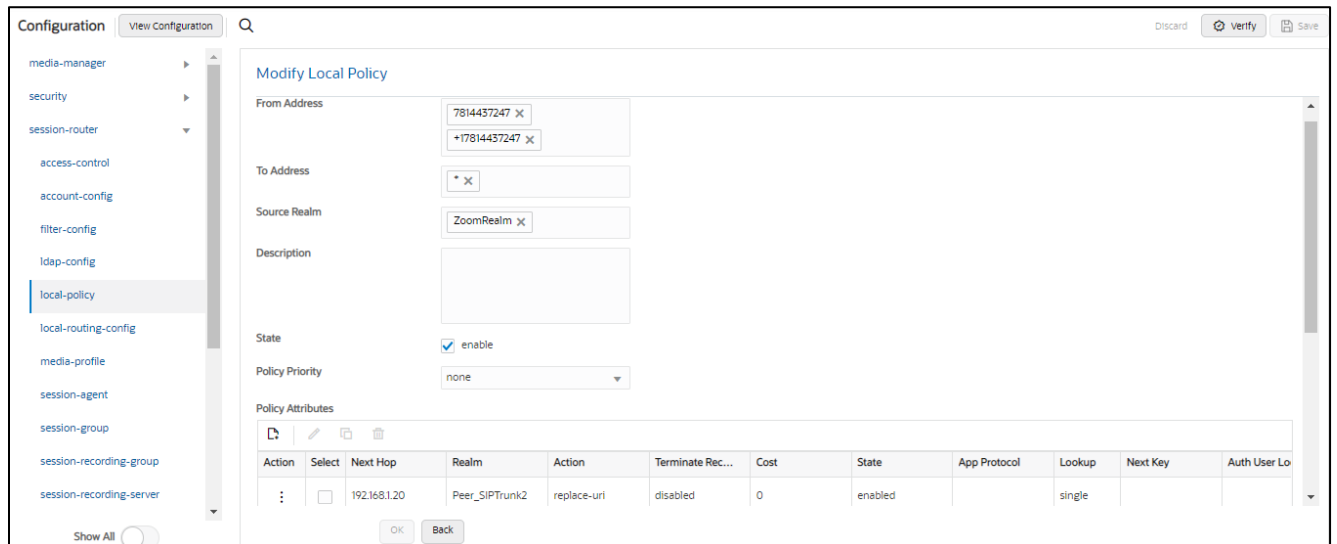 Configuration View Configuration Discard Verify Save
media-manager
security
session-router
access-control
account-config
filter-config
ldap-config
local-policy
local-routing-config
media-profile
session-agent
session-group
session-recording-group
session-recording-server
Show All
Modify Local Policy
From Address
7814437247
+17814437247
To Address
*
Source Realm
ZoomRealm
Description
State
enable
Policy Priority
none
Policy Attributes
Action Select Next Hop Realm Action Terminate Rec... Cost State App Protocol Lookup Next Key Auth User Lo
192.168.1.20 Peer_SIPTrunk2 replace-uri disabled 0 enabled single
OK Back